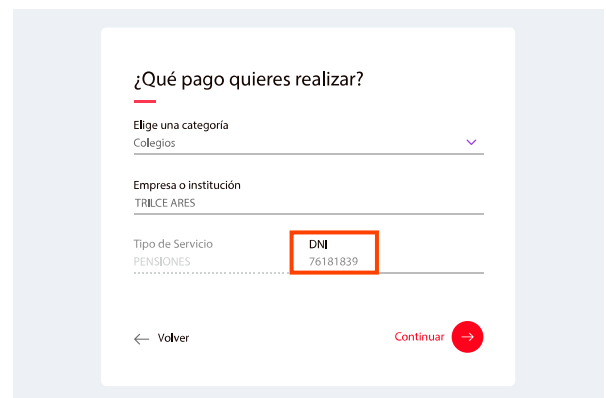 ¿Qué pago quieres realizar?
Elige una categoría
Colegios
Empresa o institución
TRILCE ARES
Tipo de Servicio DNI
PENSIONES 76181839
Volver Continuar